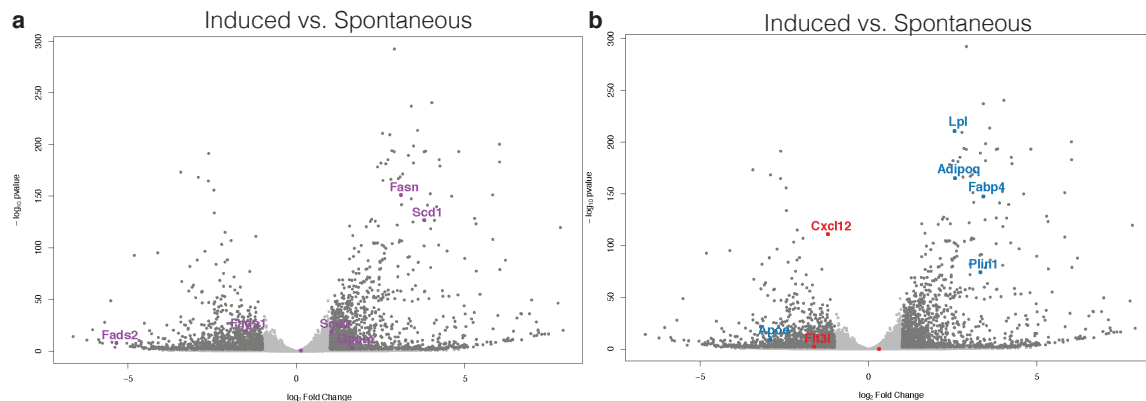 a
Induced vs. Spontaneous
300
250
200
150
100
50
0
− log10 pvalue
Fasn
Scd1
Fads2
Fads1
−5
0
5
log2 Fold Change
b
Induced vs. Spontaneous
300
250
200
150
100
50
0
− log10 pvalue
Lpl
Adipoq
Fabp4
Cxcl12
Plin1
Apoe
Flt3l
−5
0
5
log2 Fold Change